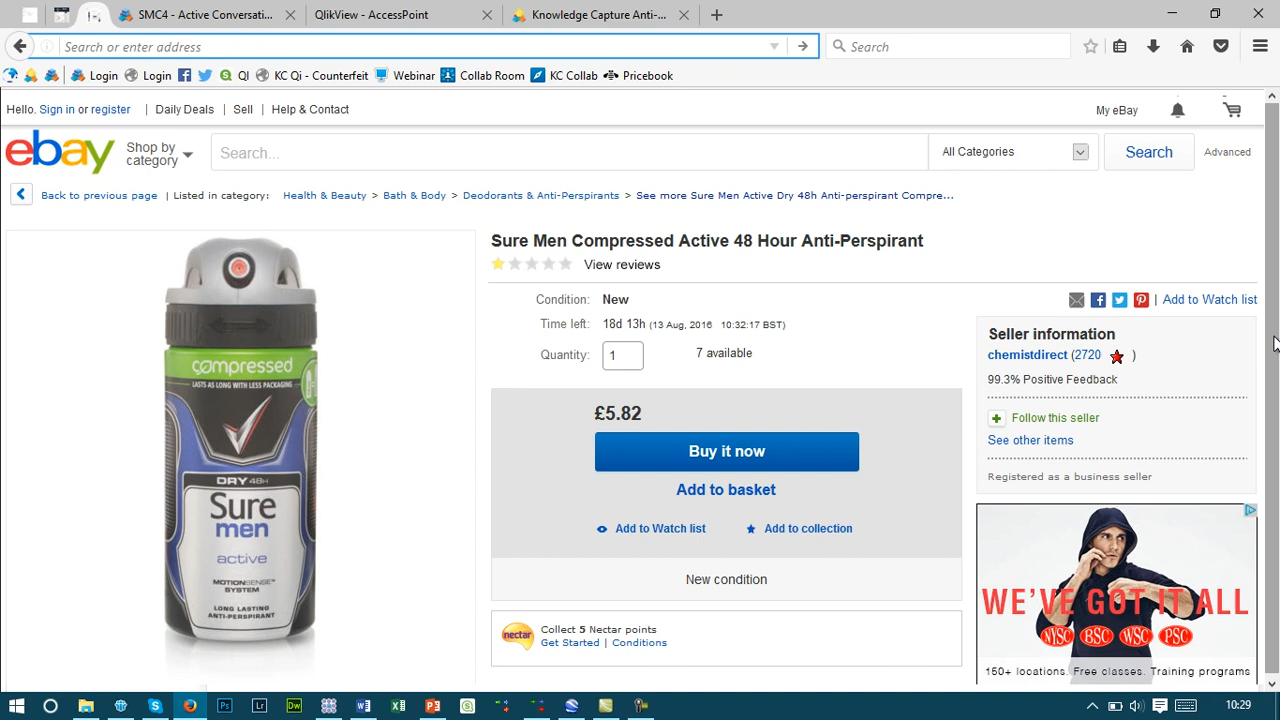 SMC4 - Active Conversati...
QlikView - AccessPoint
Knowledge Capture Anti-...
Search or enter address
Search
Login
Login
QI
KC Qi - Counterfeit
Webinar
Collab Room
KC Collab
Pricebook
Hello. Sign in or register | Daily Deals | Sell | Help & Contact
My eBay
ebay
Shop by category
Search...
All Categories
Search
Advanced
Back to previous page | Listed in category: Health & Beauty > Bath & Body > Deodorants & Anti-Perspirants > See more Sure Men Active Dry 48h Anti-perspirant Compre...
compressed
LASTS AS LONG WITH LESS PACKAGING
DRY 48H
Sure
men
active
MOTIONSENSE™
SYSTEM
LONG LASTING
ANTI-PERSPIRANT
Sure Men Compressed Active 48 Hour Anti-Perspirant
View reviews
Condition: New
Time left: 18d 13h (13 Aug, 2016 10:32:17 BST)
Quantity: 1 7 available
£5.82
Buy it now
Add to basket
Add to Watch list
Add to collection
New condition
nectar
Collect 5 Nectar points
Get Started | Conditions
| Add to Watch list
Seller information
chemistdirect (2720 )
99.3% Positive Feedback
Follow this seller
See other items
Registered as a business seller
WE'VE GOT IT ALL
NYSC BSC WSC PSC
150+ locations. Free classes. Training programs
Ps
Lr
Dw
10:29